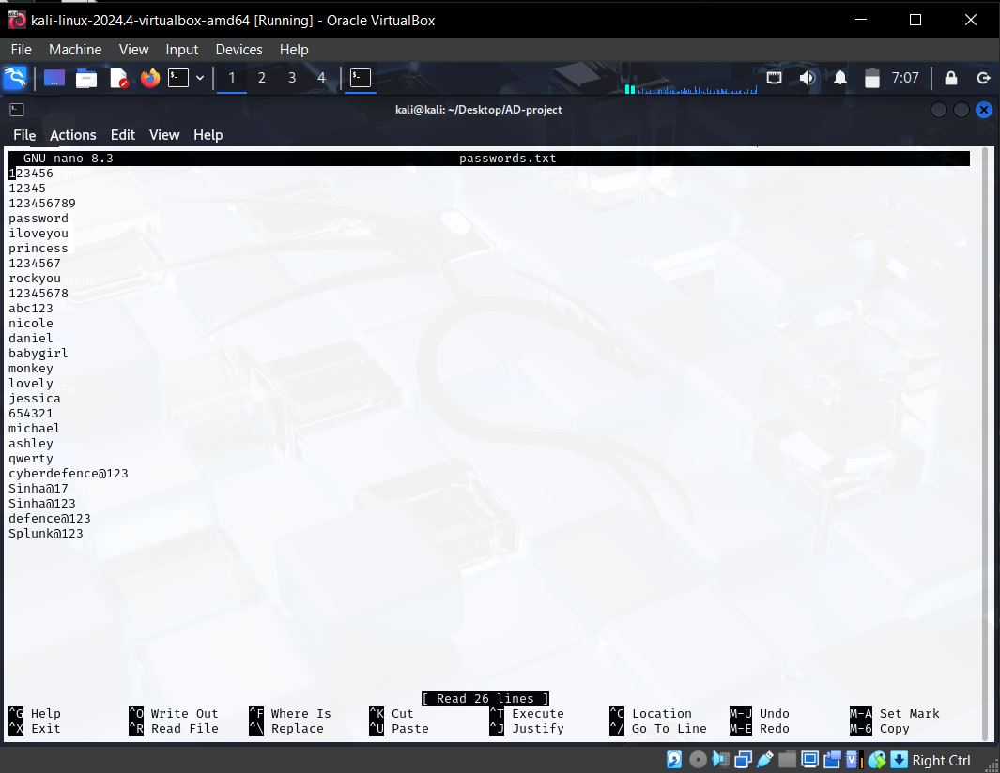 kali-linux-2024.4-virtualbox-amd64 [Running] - Oracle VirtualBox
File Machine View Input Devices Help
1 2 3 4 7:07
kali@kali: ~/Desktop/AD-project
File Actions Edit View Help
GNU nano 8.3 passwords.txt
123456
12345
123456789
password
iloveyou
princess
1234567
rockyou
12345678
abc123
nicole
daniel
babygirl
monkey
lovely
jessica
654321
michael
ashley
qwerty
cyberdefence@123
Sinha@17
Sinha@123
defence@123
Splunk@123
[ Read 26 lines ]
^G Help ^O Write Out ^F Where Is ^K Cut ^T Execute ^C Location M-U Undo M-A Set Mark
^X Exit ^R Read File ^\ Replace ^U Paste ^J Justify ^/ Go To Line M-E Redo M-6 Copy
Right Ctrl